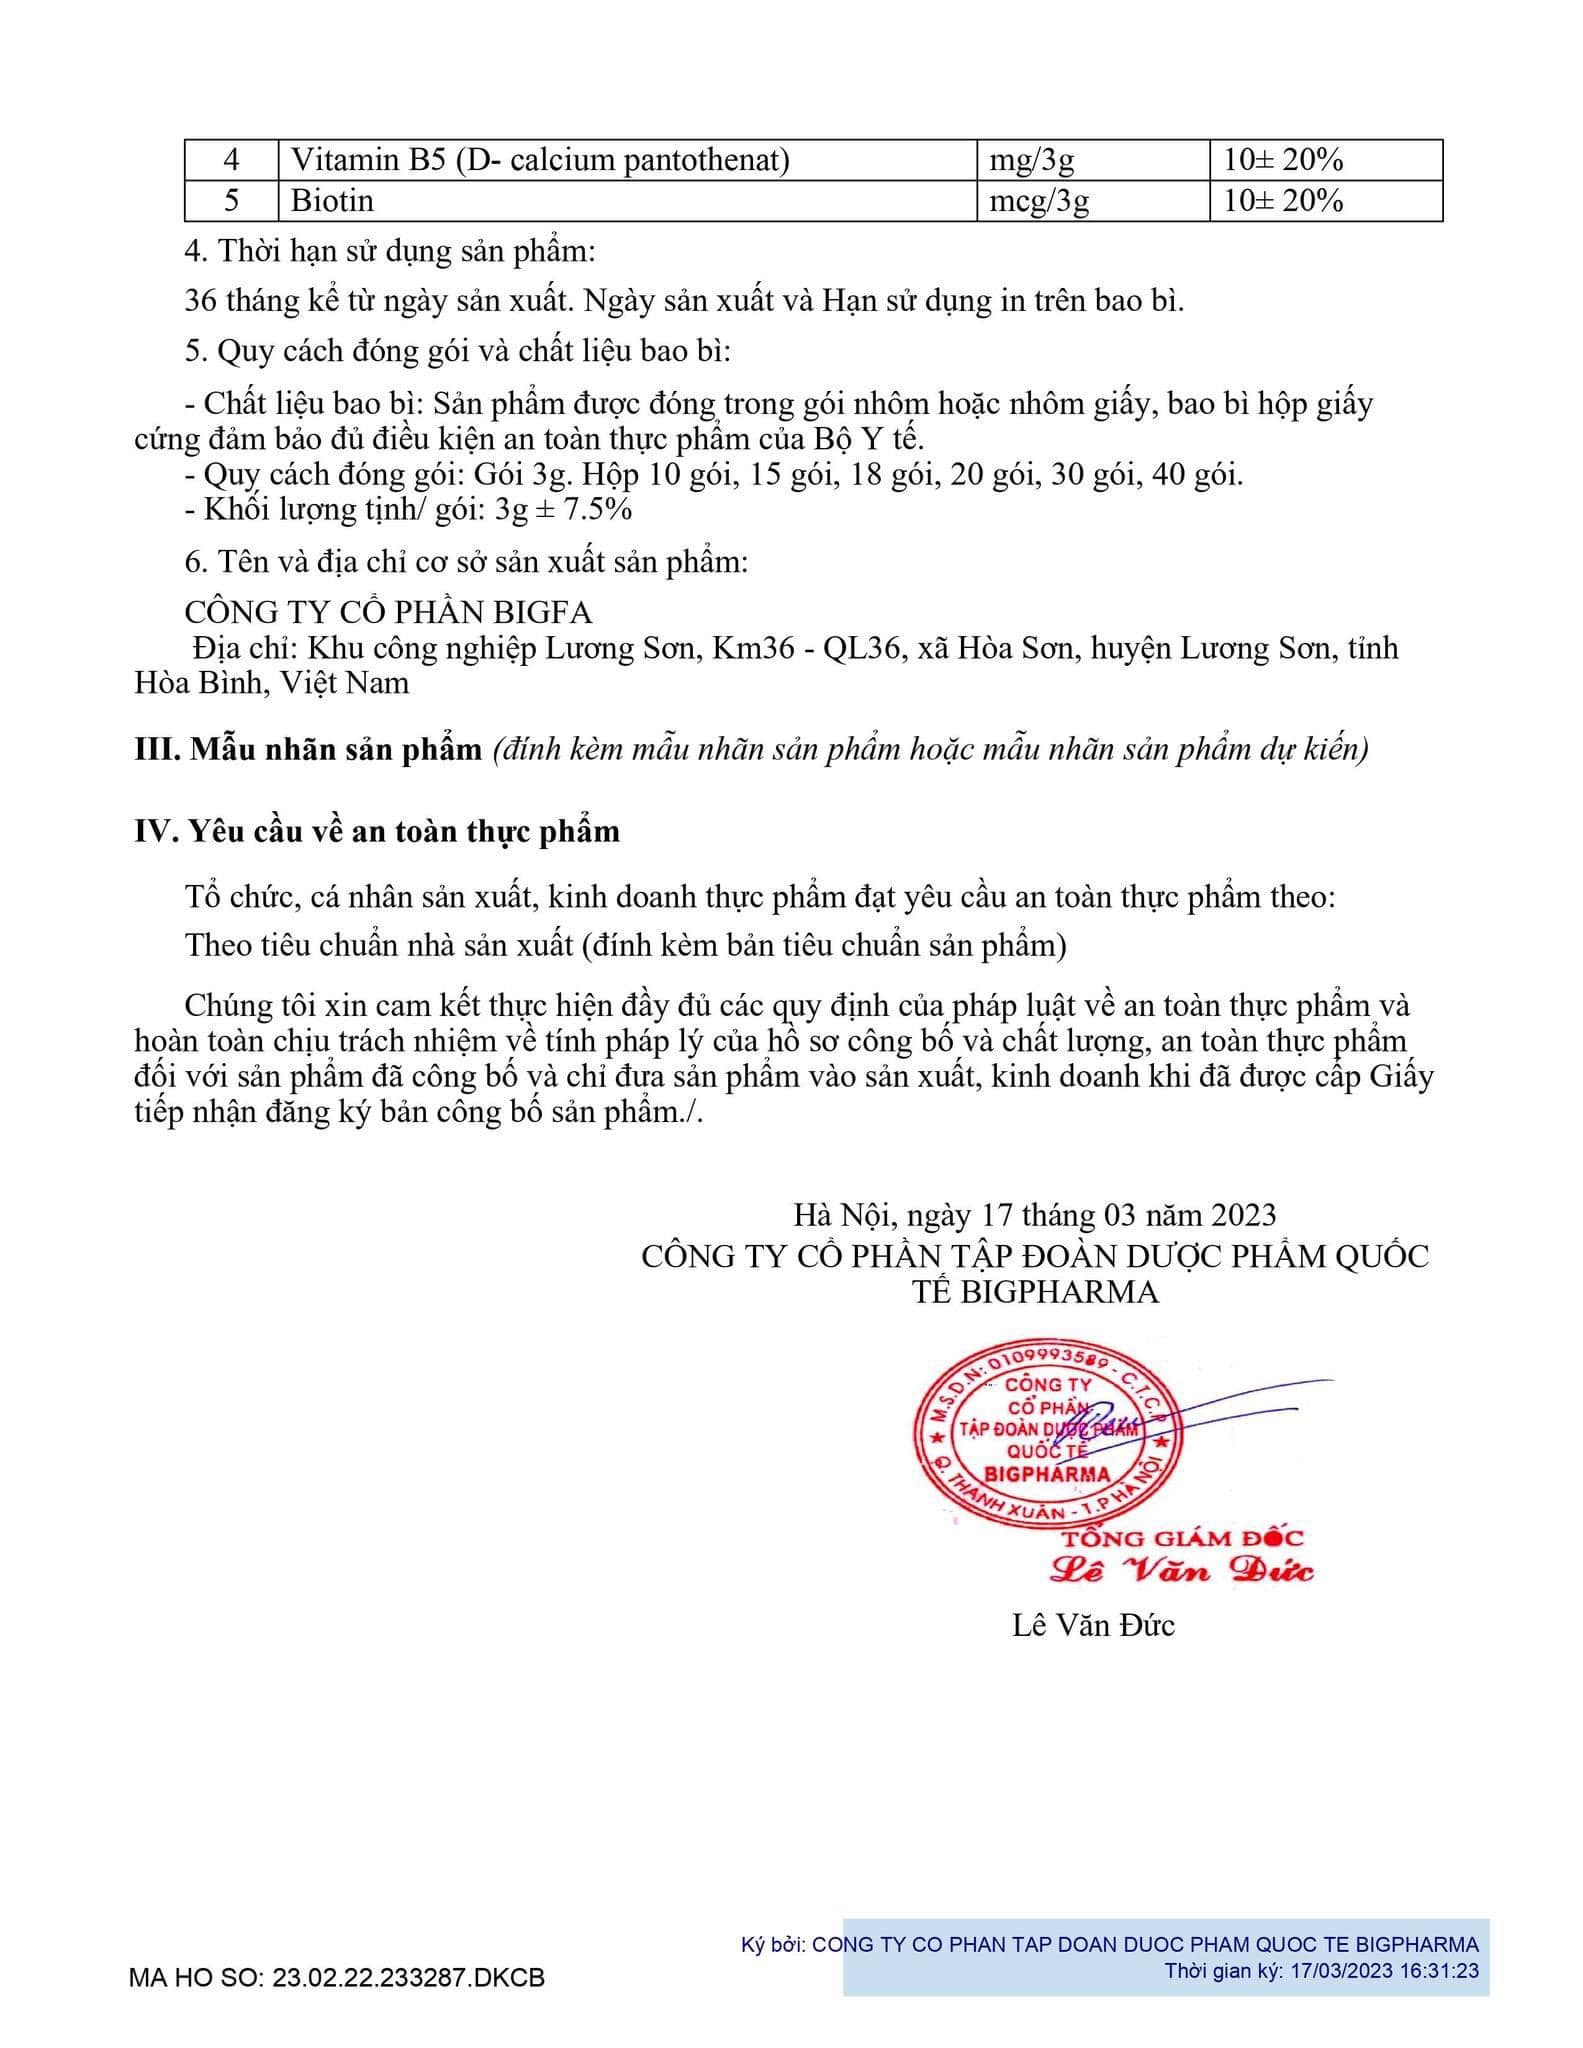 4 Vitamin B5 (D- calcium pantothenat) mg/3g 10± 20%
5 Biotin mcg/3g 10± 20%
4. Thời hạn sử dụng sản phẩm:
36 tháng kể từ ngày sản xuất. Ngày sản xuất và Hạn sử dụng in trên bao bì.
5. Quy cách đóng gói và chất liệu bao bì:
- Chất liệu bao bì: Sản phẩm được đóng trong gói nhôm hoặc nhôm giấy, bao bì hộp giấy
cứng đảm bảo đủ điều kiện an toàn thực phẩm của Bộ Y tế.
- Quy cách đóng gói: Gói 3g. Hộp 10 gói, 15 gói, 18 gói, 20 gói, 30 gói, 40 gói.
- Khối lượng tịnh/ gói: 3g ± 7.5%
6. Tên và địa chỉ cơ sở sản xuất sản phẩm:
CÔNG TY CỔ PHẦN BIGFA
Địa chỉ: Khu công nghiệp Lương Sơn, Km36 - QL36, xã Hòa Sơn, huyện Lương Sơn, tỉnh
Hòa Bình, Việt Nam
III. Mẫu nhãn sản phẩm (đính kèm mẫu nhãn sản phẩm hoặc mẫu nhãn sản phẩm dự kiến)
IV. Yêu cầu về an toàn thực phẩm
Tổ chức, cá nhân sản xuất, kinh doanh thực phẩm đạt yêu cầu an toàn thực phẩm theo:
Theo tiêu chuẩn nhà sản xuất (đính kèm bản tiêu chuẩn sản phẩm)
Chúng tôi xin cam kết thực hiện đầy đủ các quy định của pháp luật về an toàn thực phẩm và
hoàn toàn chịu trách nhiệm về tính pháp lý của hồ sơ công bố và chất lượng, an toàn thực phẩm
đối với sản phẩm đã công bố và chỉ đưa sản phẩm vào sản xuất, kinh doanh khi đã được cấp Giấy
tiếp nhận đăng ký bản công bố sản phẩm./.
Hà Nội, ngày 17 tháng 03 năm 2023
CÔNG TY CỔ PHẦN TẬP ĐOÀN DƯỢC PHẨM QUỐC
TẾ BIGPHARMA
M.S.D.N: 0109993589 - C.T.C.P
CÔNG TY
CỔ PHẦN
TẬP ĐOÀN DƯỢC PHẨM
QUỐC TẾ
BIGPHARMA
Q. THANH XUÂN - T.P HÀ NỘI
TỔNG GIÁM ĐỐC
Lê Văn Đức
Lê Văn Đức
Ký bởi: CONG TY CO PHAN TAP DOAN DUOC PHAM QUOC TE BIGPHARMA
Thời gian ký: 17/03/2023 16:31:23
MA HO SO: 23.02.22.233287.DKCB